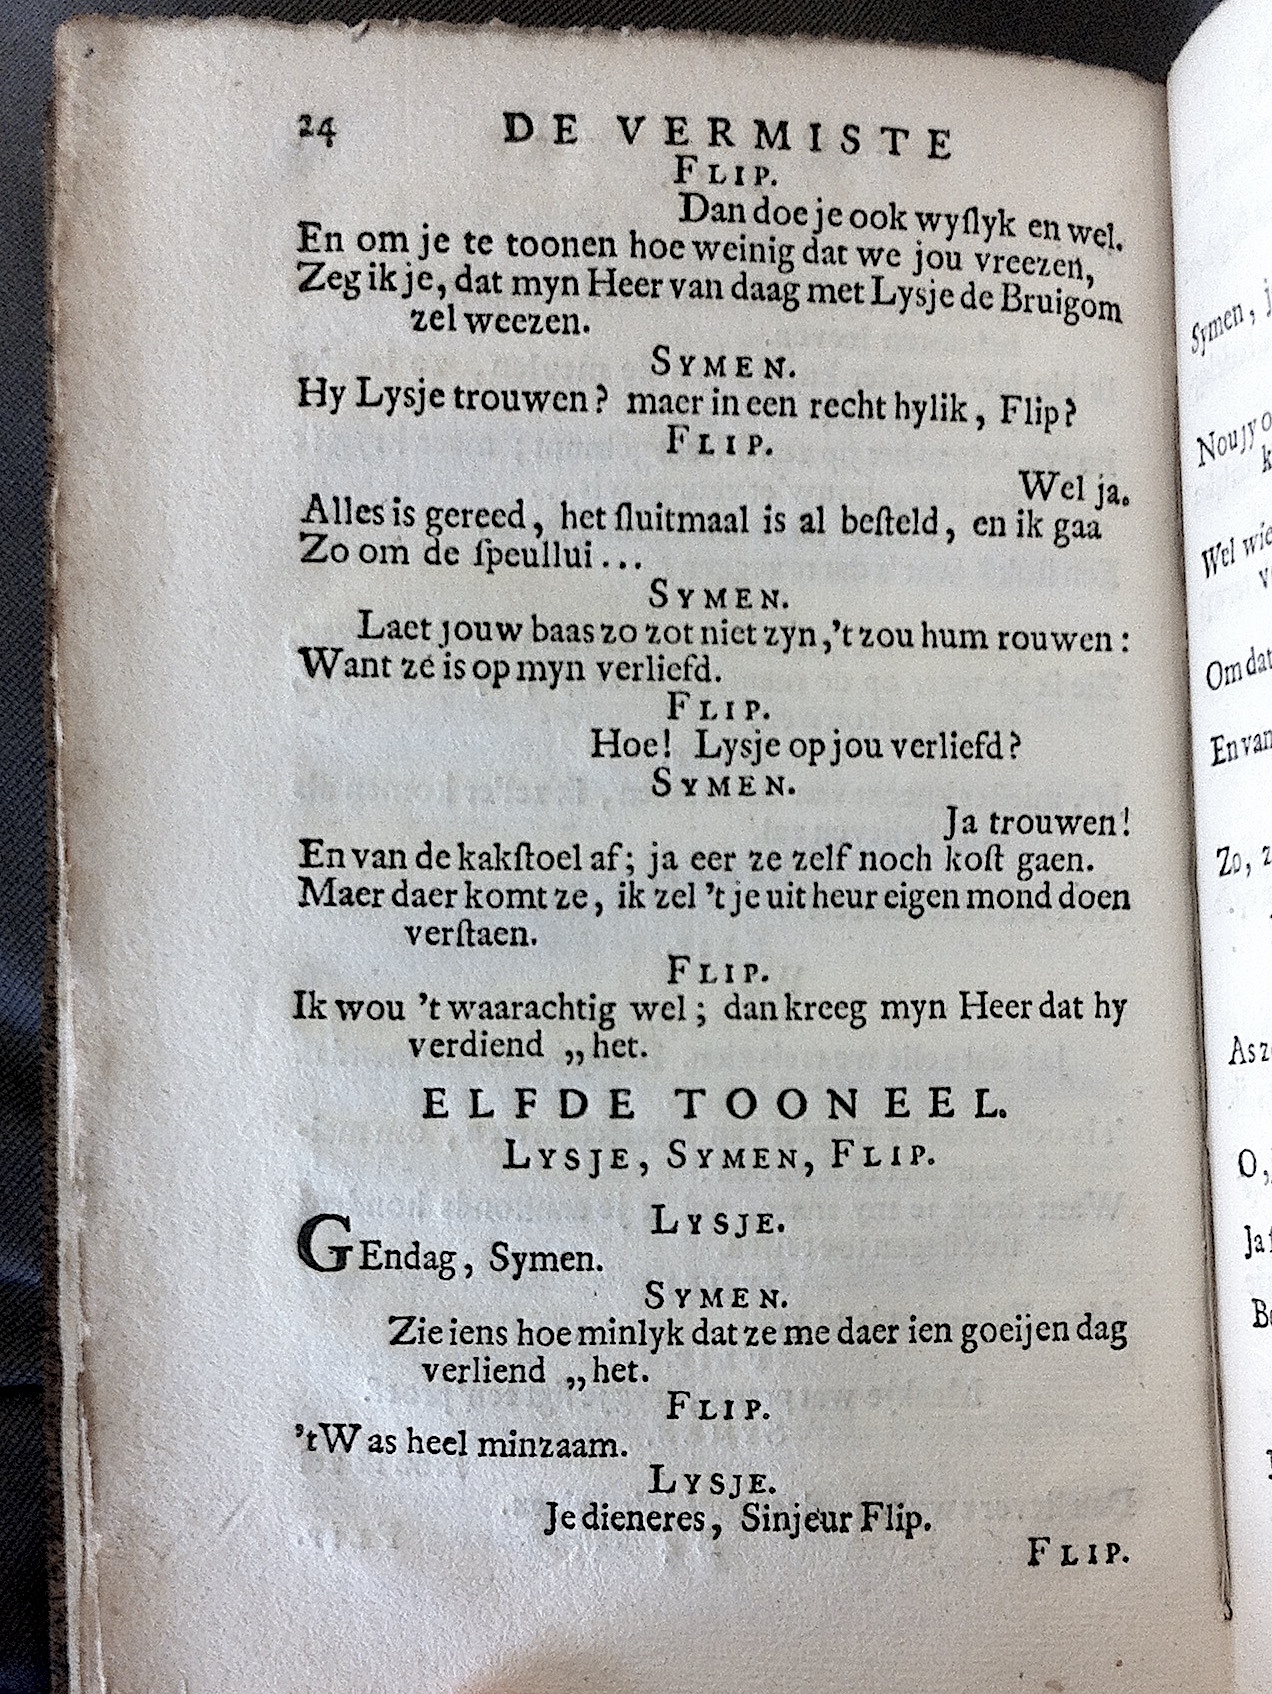 24 DE VERMISTE
FLIP.
Dan doe je ook wyſlyk en wel.
En om je te toonen hoe weinig dat we jou vreezen,
Zeg ik je, dat myn Heer van daag met Lysje de Bruigom
zel weezen.
SYMEN.
Hy Lysje trouwen? maer in een recht hylik, Flip?
FLIP.
Wel ja.
Alles is gereed, het ſluitmaal is al beſteld, en ik gaa
Zo om de ſpeullui...
SYMEN.
Laet jouw baas zo zot niet zyn,'t zou hum rouwen:
Want ze is op myn verliefd.
FLIP.
Hoe! Lysje op jou verliefd?
SYMEN.
Ja trouwen!
En van de kakſtoel af; ja eer ze zelf noch koſt gaen.
Maer daer komt ze, ik zel 't je uit heur eigen mond doen
verſtaen.
FLIP.
Ik wou 't waarachtig wel; dan kreeg myn Heer dat hy
verdiend „het.
ELFDE TOONEEL.
LYSJE, SYMEN, FLIP.
LYSJE.
GEndag, Symen.
SYMEN.
Zie iens hoe minlyk dat ze me daer ien goeijen dag
verliend „het.
FLIP.
'tWas heel minzaam.
LYSJE.
Je dieneres, Sinjeur Flip.
FLIP.
Symen, j
Nou jy o
k
Wel wie
v
Om dat
En van
Zo, z
As z
O,
Ja